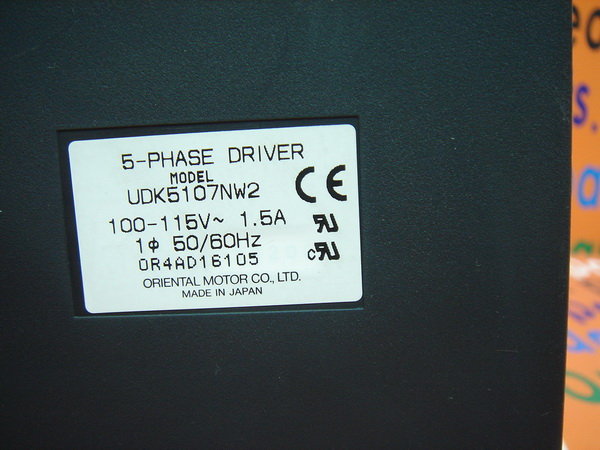 5-PHASE DRIVER
MODEL
UDK5107NW2
CE
100-115V~ 1.5A
1ϕ 50/60Hz
0R4AD16105
ORIENTAL MOTOR CO., LTD.
MADE IN JAPAN